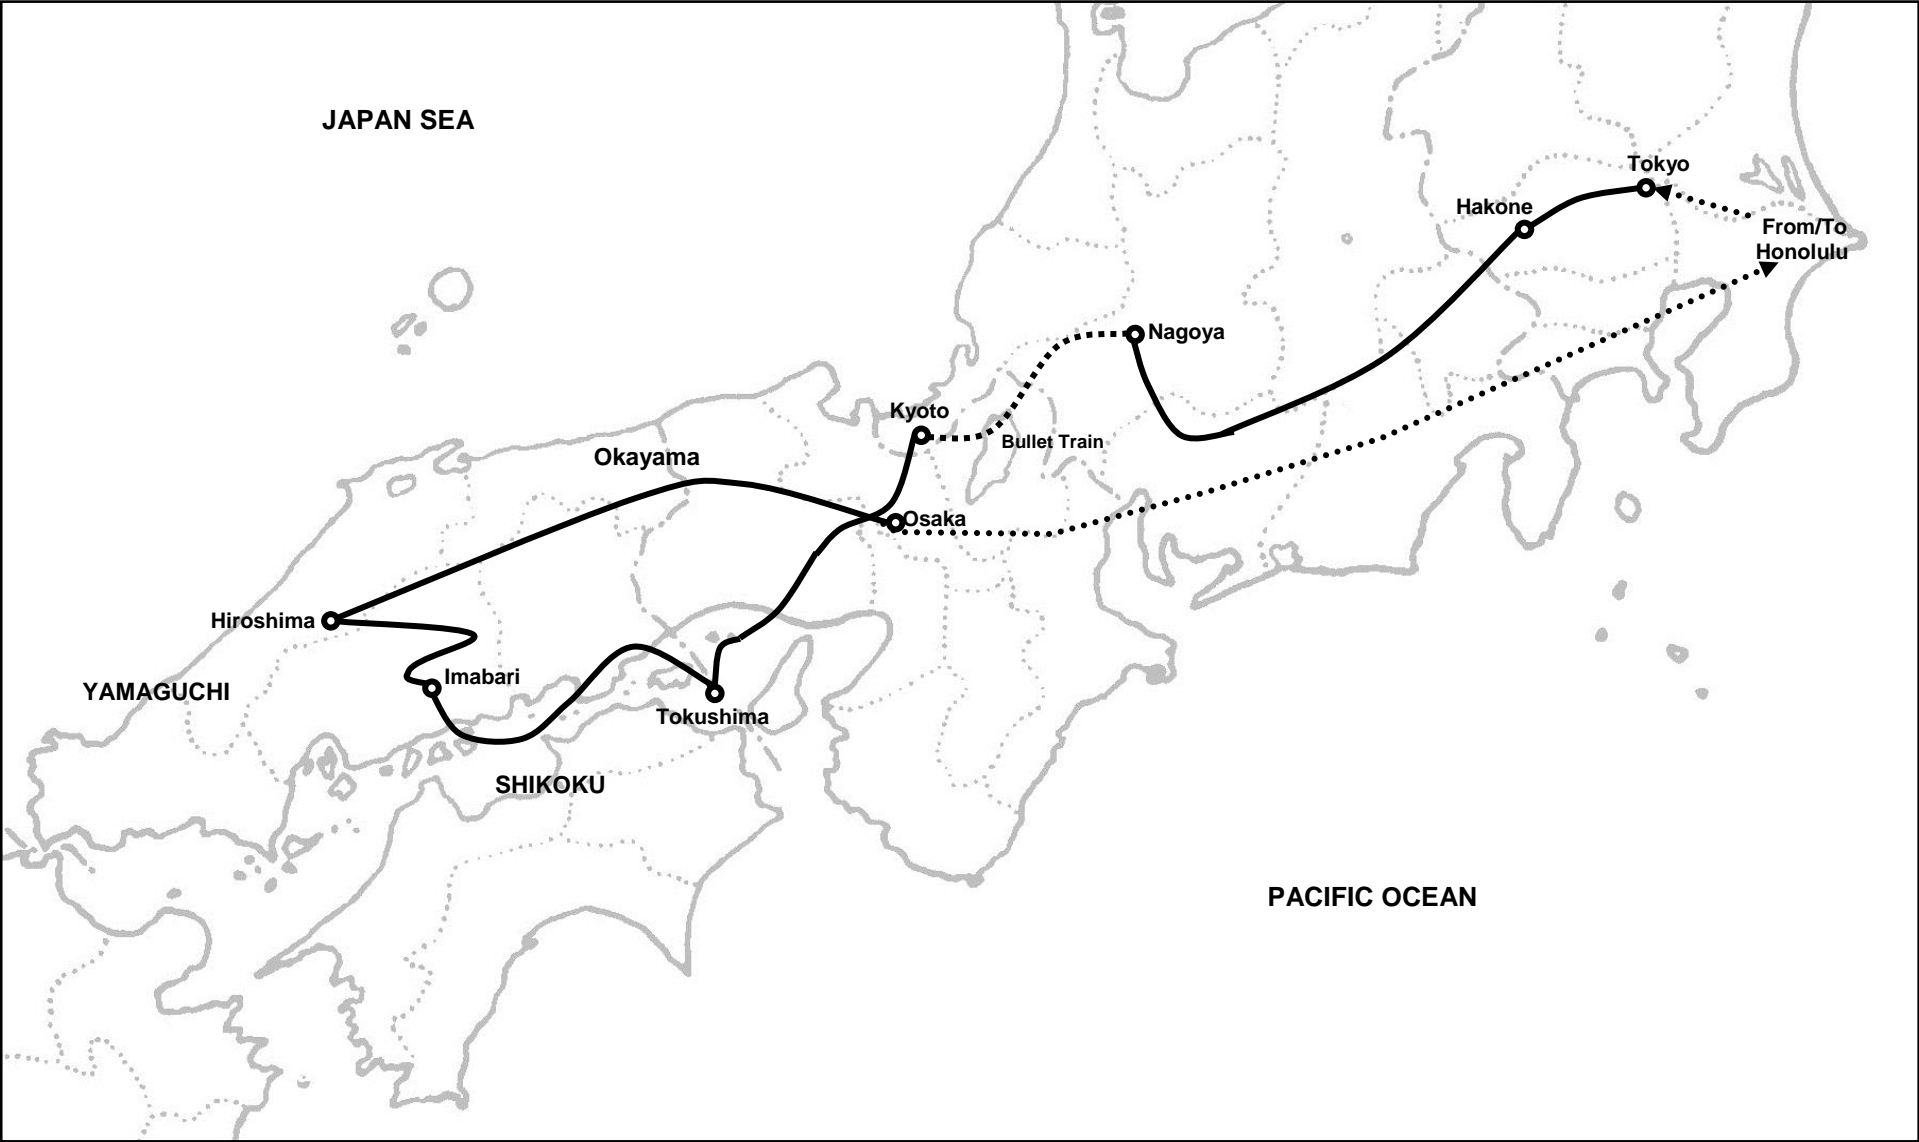 JAPAN SEA
Tokyo
Hakone
From/To
Honolulu
Nagoya
Kyoto
Bullet Train
Okayama
Osaka
Hiroshima
Imabari
YAMAGUCHI
Tokushima
SHIKOKU
PACIFIC OCEAN